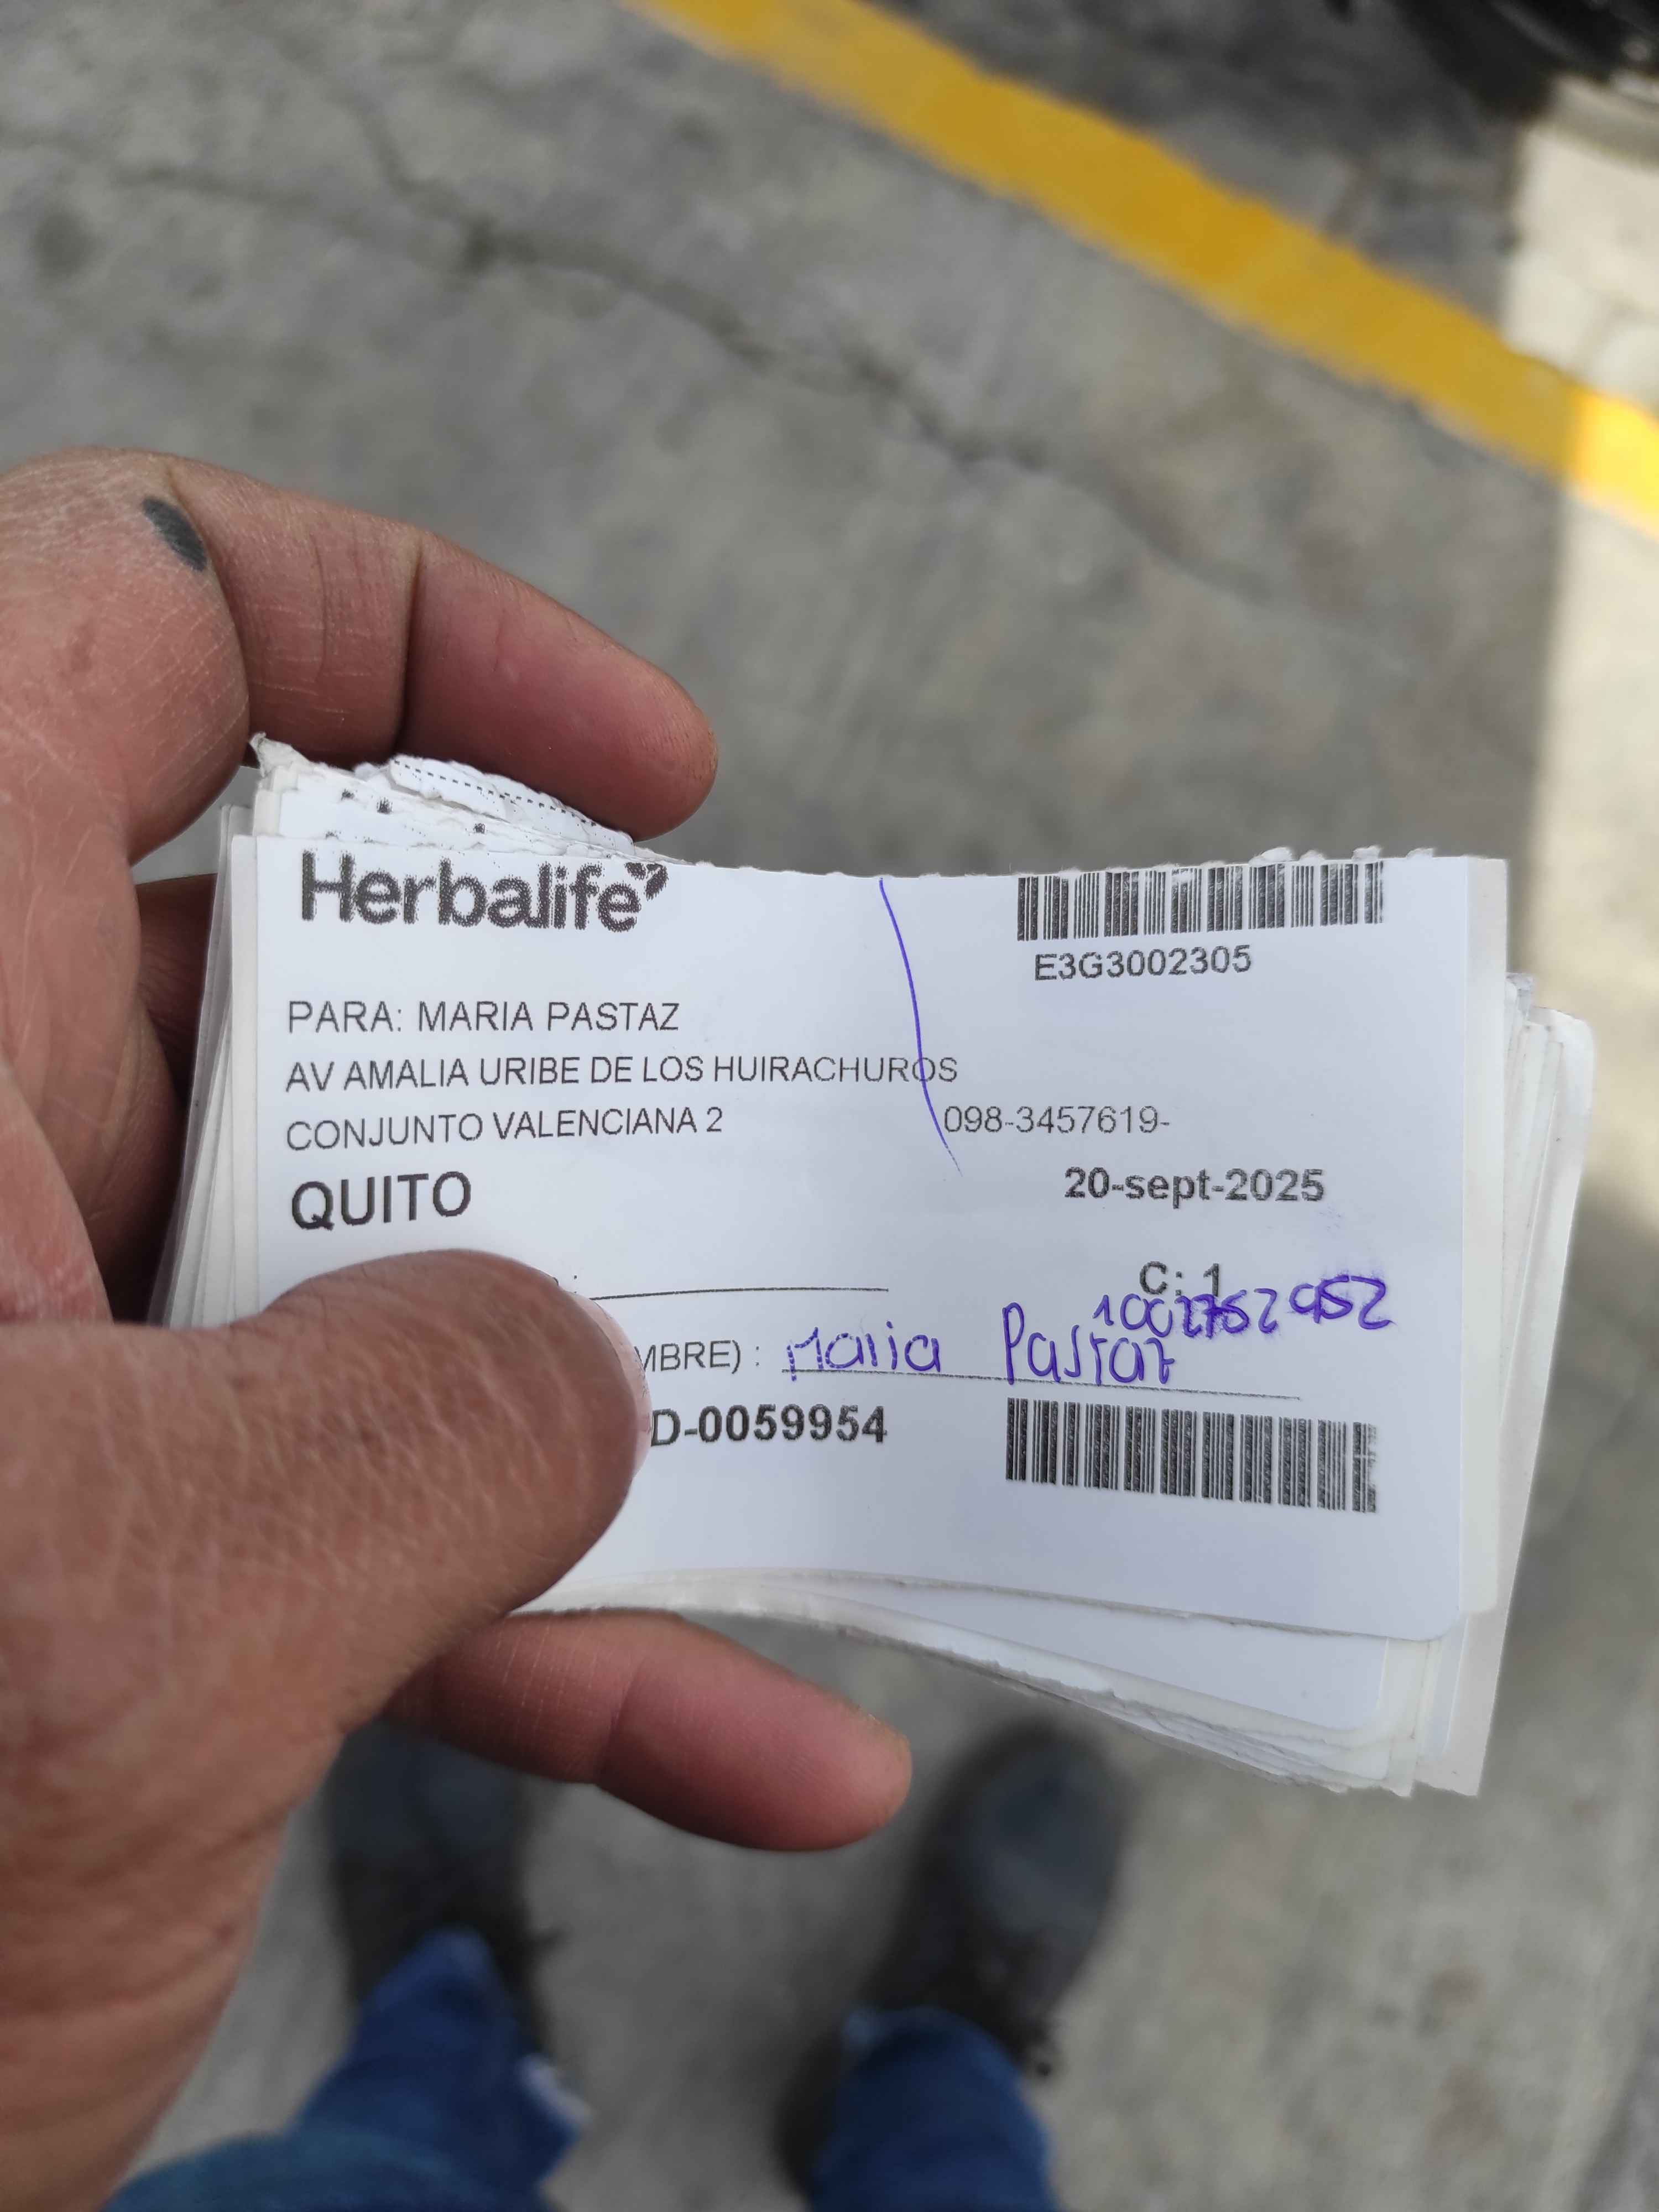 Herbalife
E3G3002305
PARA: MARIA PASTAZ
AV AMALIA URIBE DE LOS HUIRACHUROS
CONJUNTO VALENCIANA 2 098-3457619-
QUITO 20-sept-2025
C: 1
MBRE) : Maria Pastaz
D-0059954